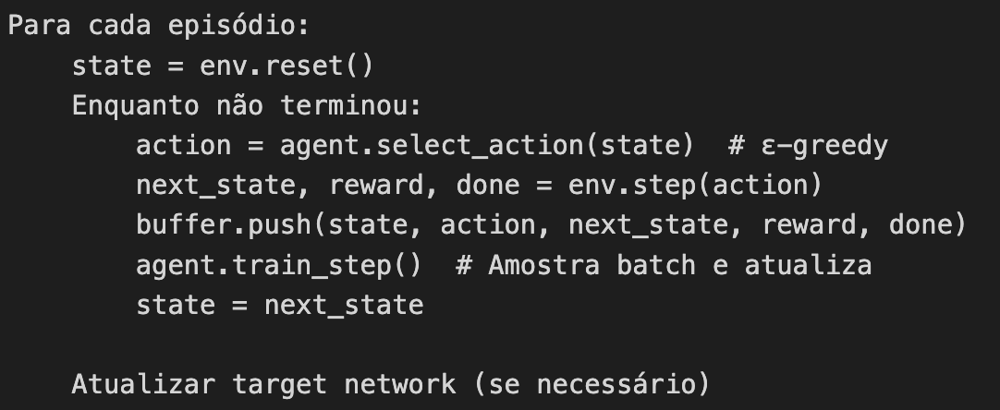 Para cada episódio:
    state = env.reset()
    Enquanto não terminou:
        action = agent.select_action(state)  # ε-greedy
        next_state, reward, done = env.step(action)
        buffer.push(state, action, next_state, reward, done)
        agent.train_step()  # Amostra batch e atualiza
        state = next_state

    Atualizar target network (se necessário)